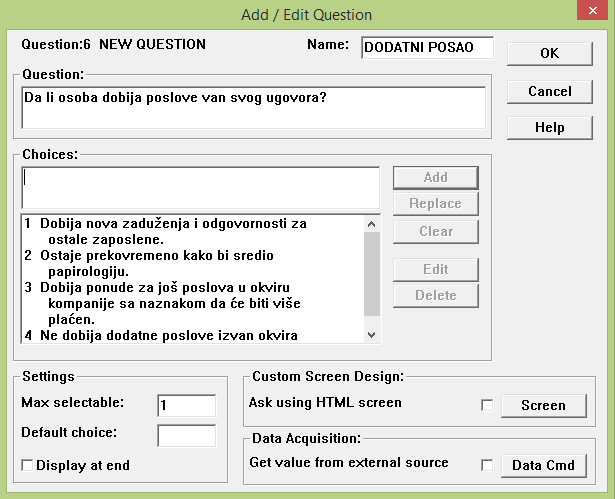 Add / Edit Question
x
Question:6 NEW QUESTION
Name: DODATNI POSAO
OK
Question:
Da li osoba dobija poslove van svog ugovora?
Cancel
Help
Choices:
Add
Replace
Clear
Edit
Delete
1 Dobija nova zaduženja i odgovornosti za
ostale zaposlene.
2 Ostaje prekovremeno kako bi sredio
papirologiju.
3 Dobija ponude za još poslova u okviru
kompanije sa naznakom da će biti više
plaćen.
4 Ne dobija dodatne poslove izvan okvira
Settings
Max selectable: 1
Default choice:
Display at end
Custom Screen Design:
Ask using HTML screen
Screen
Data Acquisition:
Get value from external source
Data Cmd